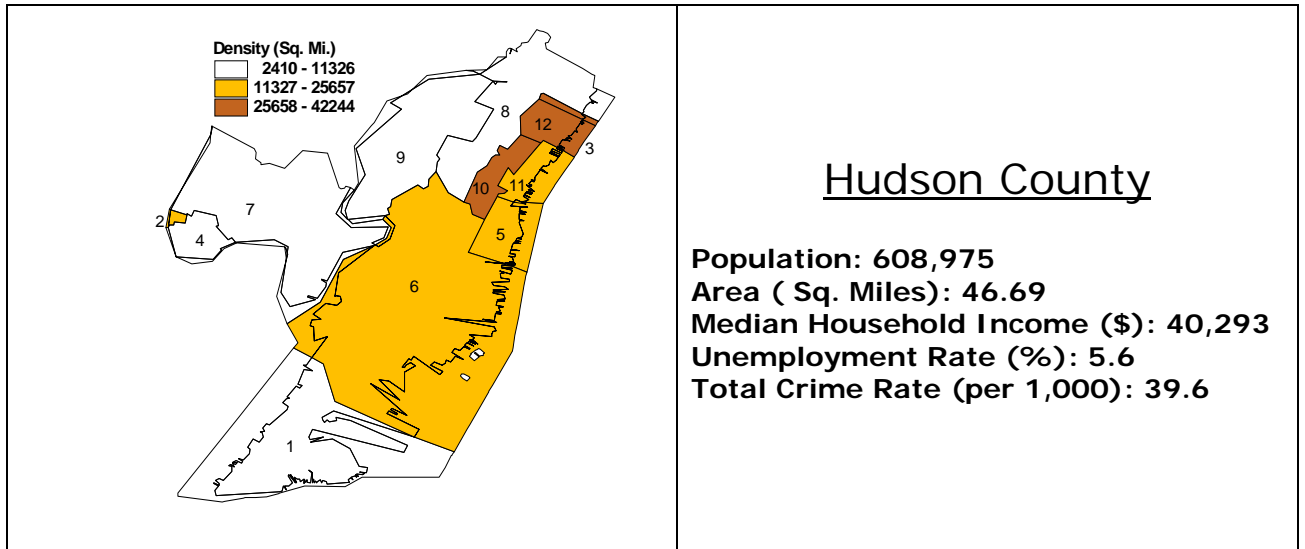 Density (Sq. Mi.)
2410 - 11326
11327 - 25657
25658 - 42244
8
12
3
9
10
11
7
2
4
5
6
1
Hudson County
Population: 608,975
Area ( Sq. Miles): 46.69
Median Household Income ($): 40,293
Unemployment Rate (%): 5.6
Total Crime Rate (per 1,000): 39.6